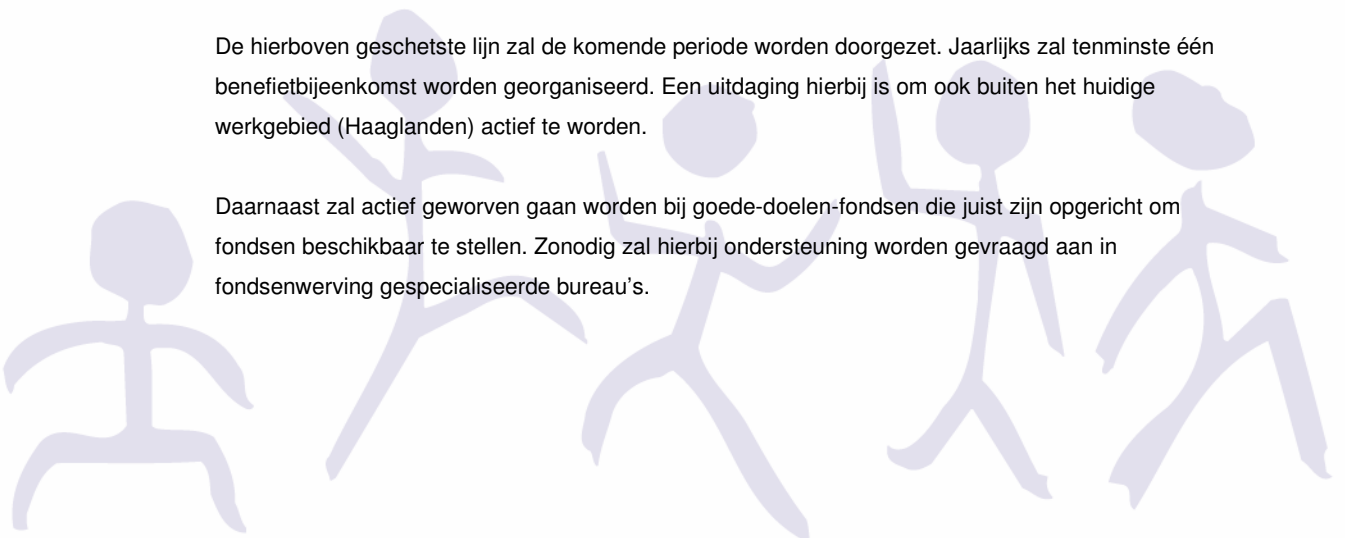 De hierboven geschetste lijn zal de komende periode worden doorgezet. Jaarlijks zal tenminste één
benefietbijeenkomst worden georganiseerd. Een uitdaging hierbij is om ook buiten het huidige
werkgebied (Haaglanden) actief te worden.
Daarnaast zal actief geworven gaan worden bij goede-doelen-fondsen die juist zijn opgericht om
fondsen beschikbaar te stellen. Zonodig zal hierbij ondersteuning worden gevraagd aan in
fondsenwerving gespecialiseerde bureau's.